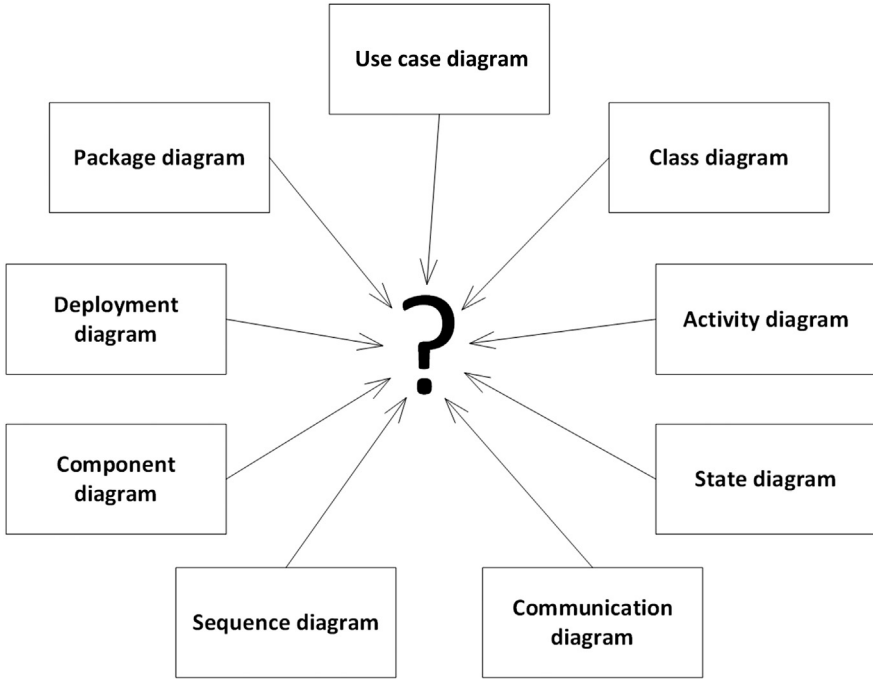 Use case diagram
Package diagram
Class diagram
Deployment
diagram
?
Activity diagram
Component
diagram
State diagram
Sequence diagram
Communication
diagram